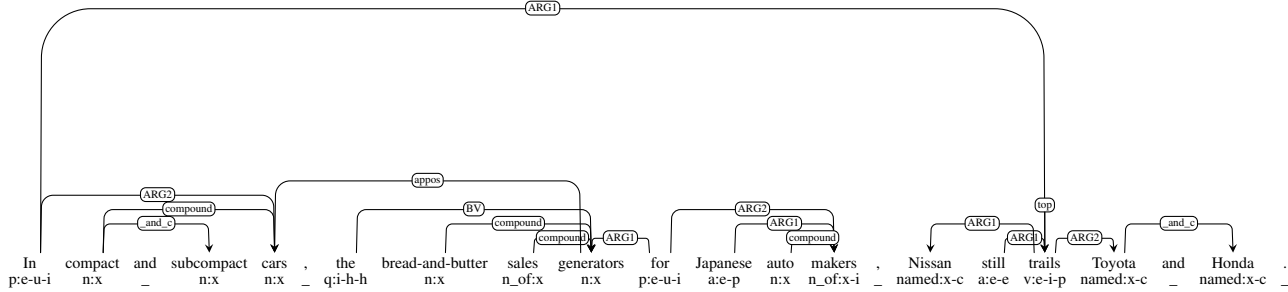 ARG1
appos
ARG2
compound
_and_c
BV
compound
compound
ARG1
ARG2
ARG1
compound
top
ARG1
ARG1
ARG2
_and_c
In compact and subcompact cars , the bread-and-butter sales generators for Japanese auto makers , Nissan still trails Toyota and Honda .
p:e-u-i n:x _ n:x n:x _ q:i-h-h n:x n_of:x n:x p:e-u-i a:e-p n:x n_of:x-i _ named:x-c a:e-e v:e-i-p named:x-c _ named:x-c _